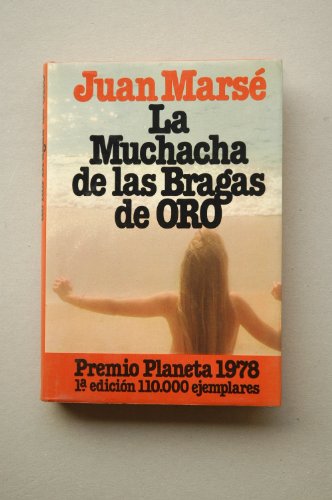 Juan Marsé
La
Muchacha
de las Bragas
de ORO
Premio Planeta 1978
1ª edición 110.000 ejemplares